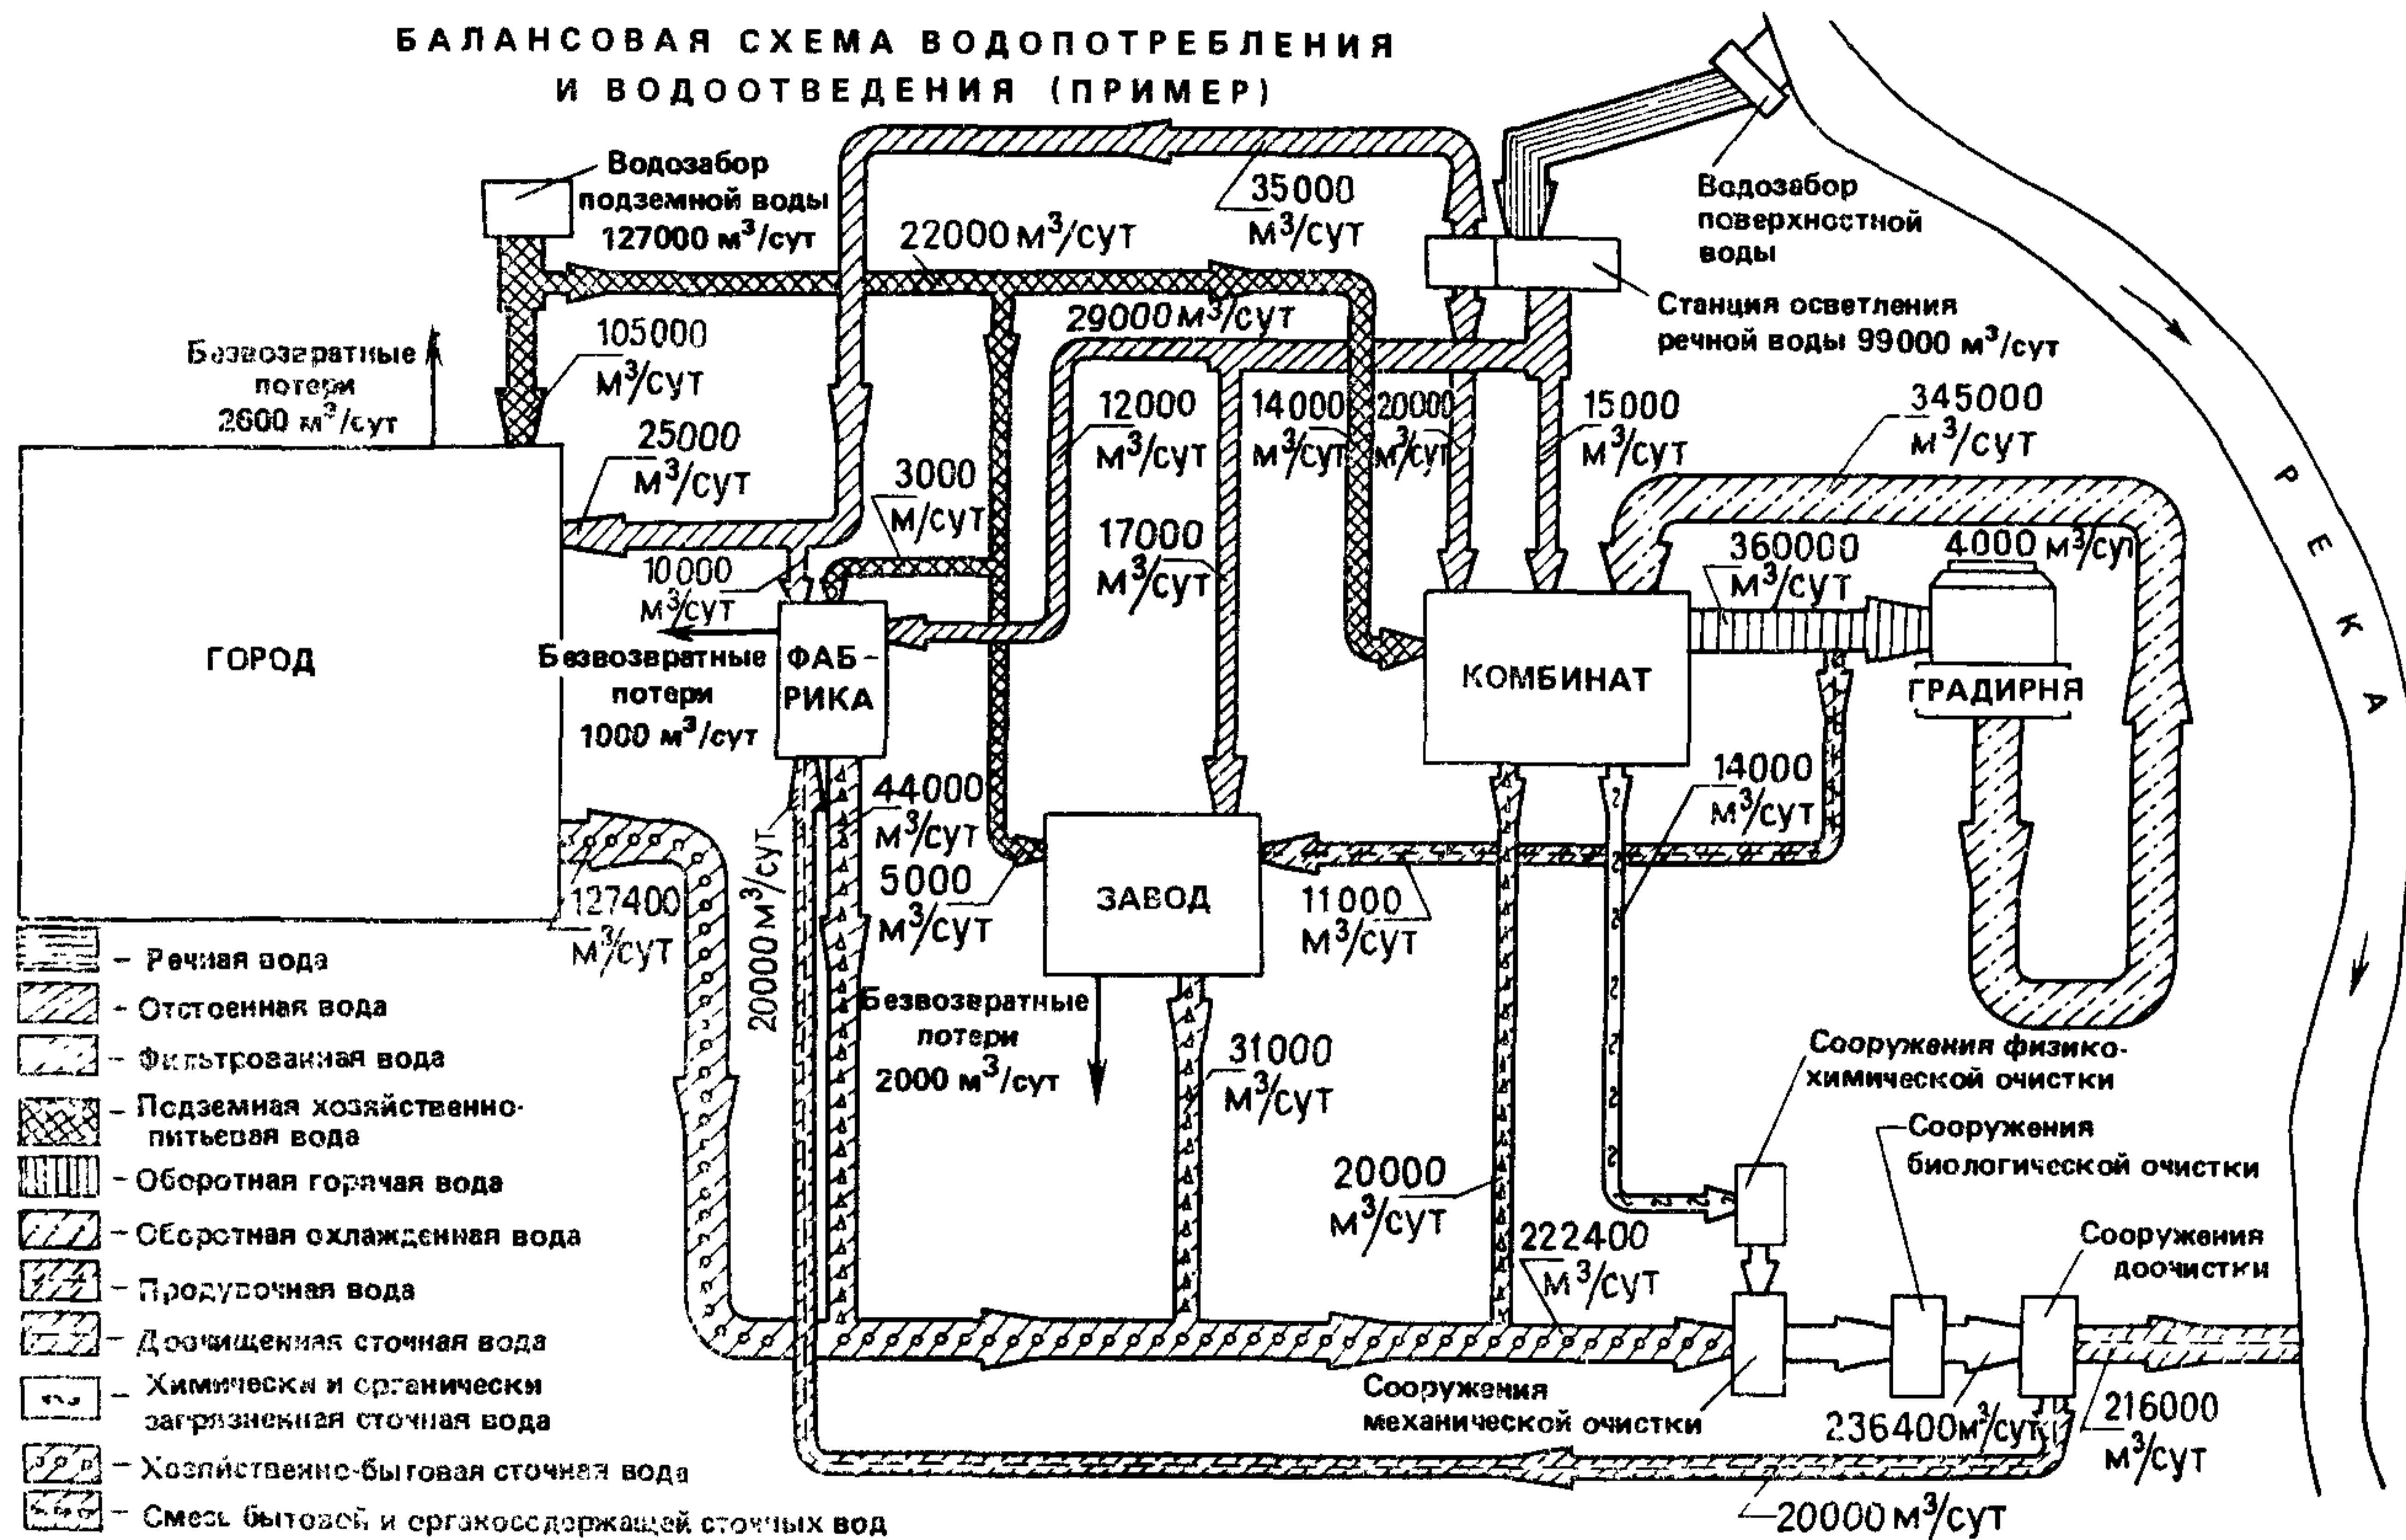 БАЛАНСОВАЯ СХЕМА ВОДОПОТРЕБЛЕНИЯ
И ВОДООТВЕДЕНИЯ (ПРИМЕР)
Водозабор
подземной воды
127000 м³/сут
22000 м³/сут
35000
м³/сут
Водозабор
поверхностной
воды
Станция осветления
речной воды 99000 м³/сут
Безвозвратные
потери
2600 м³/сут
105000
м³/сут
29000 м³/сут
25000
м³/сут
3000
м/сут
12000
м³/сут
14000
м³/сут
20000
м³/сут
15000
м³/сут
345000
м³/сут
РЕКА
10000
м³/сут
17000
м³/сут
360000
м³/сут
4000 м³/сут
ГОРОД
Безвозвратные
потери
1000 м³/сут
ФАБ-
РИКА
КОМБИНАТ
ГРАДИРНЯ
44000
м³/сут
20000 м³/сут
5000
м³/сут
ЗАВОД
14000
м³/сут
11000
м³/сут
127400
м³/сут
Безвозвратные
потери
2000 м³/сут
31000
м³/сут
20000
м³/сут
222400
м³/сут
Сооружения физико-
химической очистки
Сооружения
биологической очистки
Сооружения
доочистки
Сооружения
механической очистки
236400 м³/сут
216000
м³/сут
20000 м³/сут
– Речная вода
– Отстоенная вода
– Фильтрованная вода
– Подземная хозяйственно-
питьевая вода
– Оборотная горячая вода
– Оборотная охлажденная вода
– Продувочная вода
– Доочищенная сточная вода
– Химически и органически
загрязненная сточная вода
– Хозяйственно-бытовая сточная вода
– Смесь бытовой и органосодержащей сточных вод